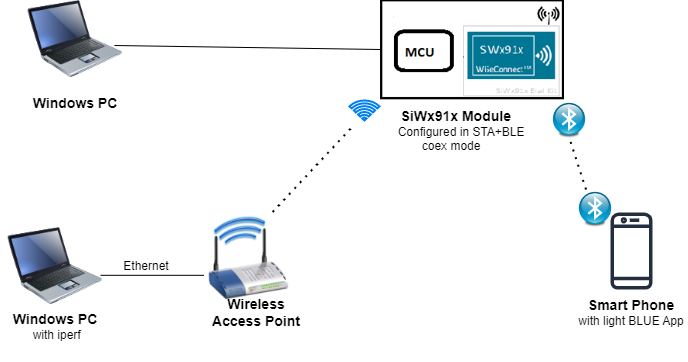 MCU
SWx91x
WiseConnect
SiWx91x Eval Kit
Windows PC
SiWx91x Module
Configured in STA+BLE
coex mode
Ethernet
Windows PC
with iperf
Wireless
Access Point
Smart Phone
with light BLUE App